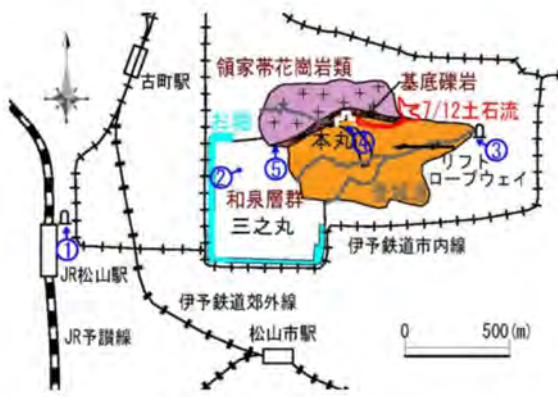 古町駅
領家帯花崗岩類
基底礫岩
7/12土石流
お堀
本丸
④
③
②
⑤
リフト
ロープウェイ
和泉層群
三之丸
伊予鉄道市内線
①
JR松山駅
伊予鉄道郊外線
松山市駅
JR予讃線
0 500(m)